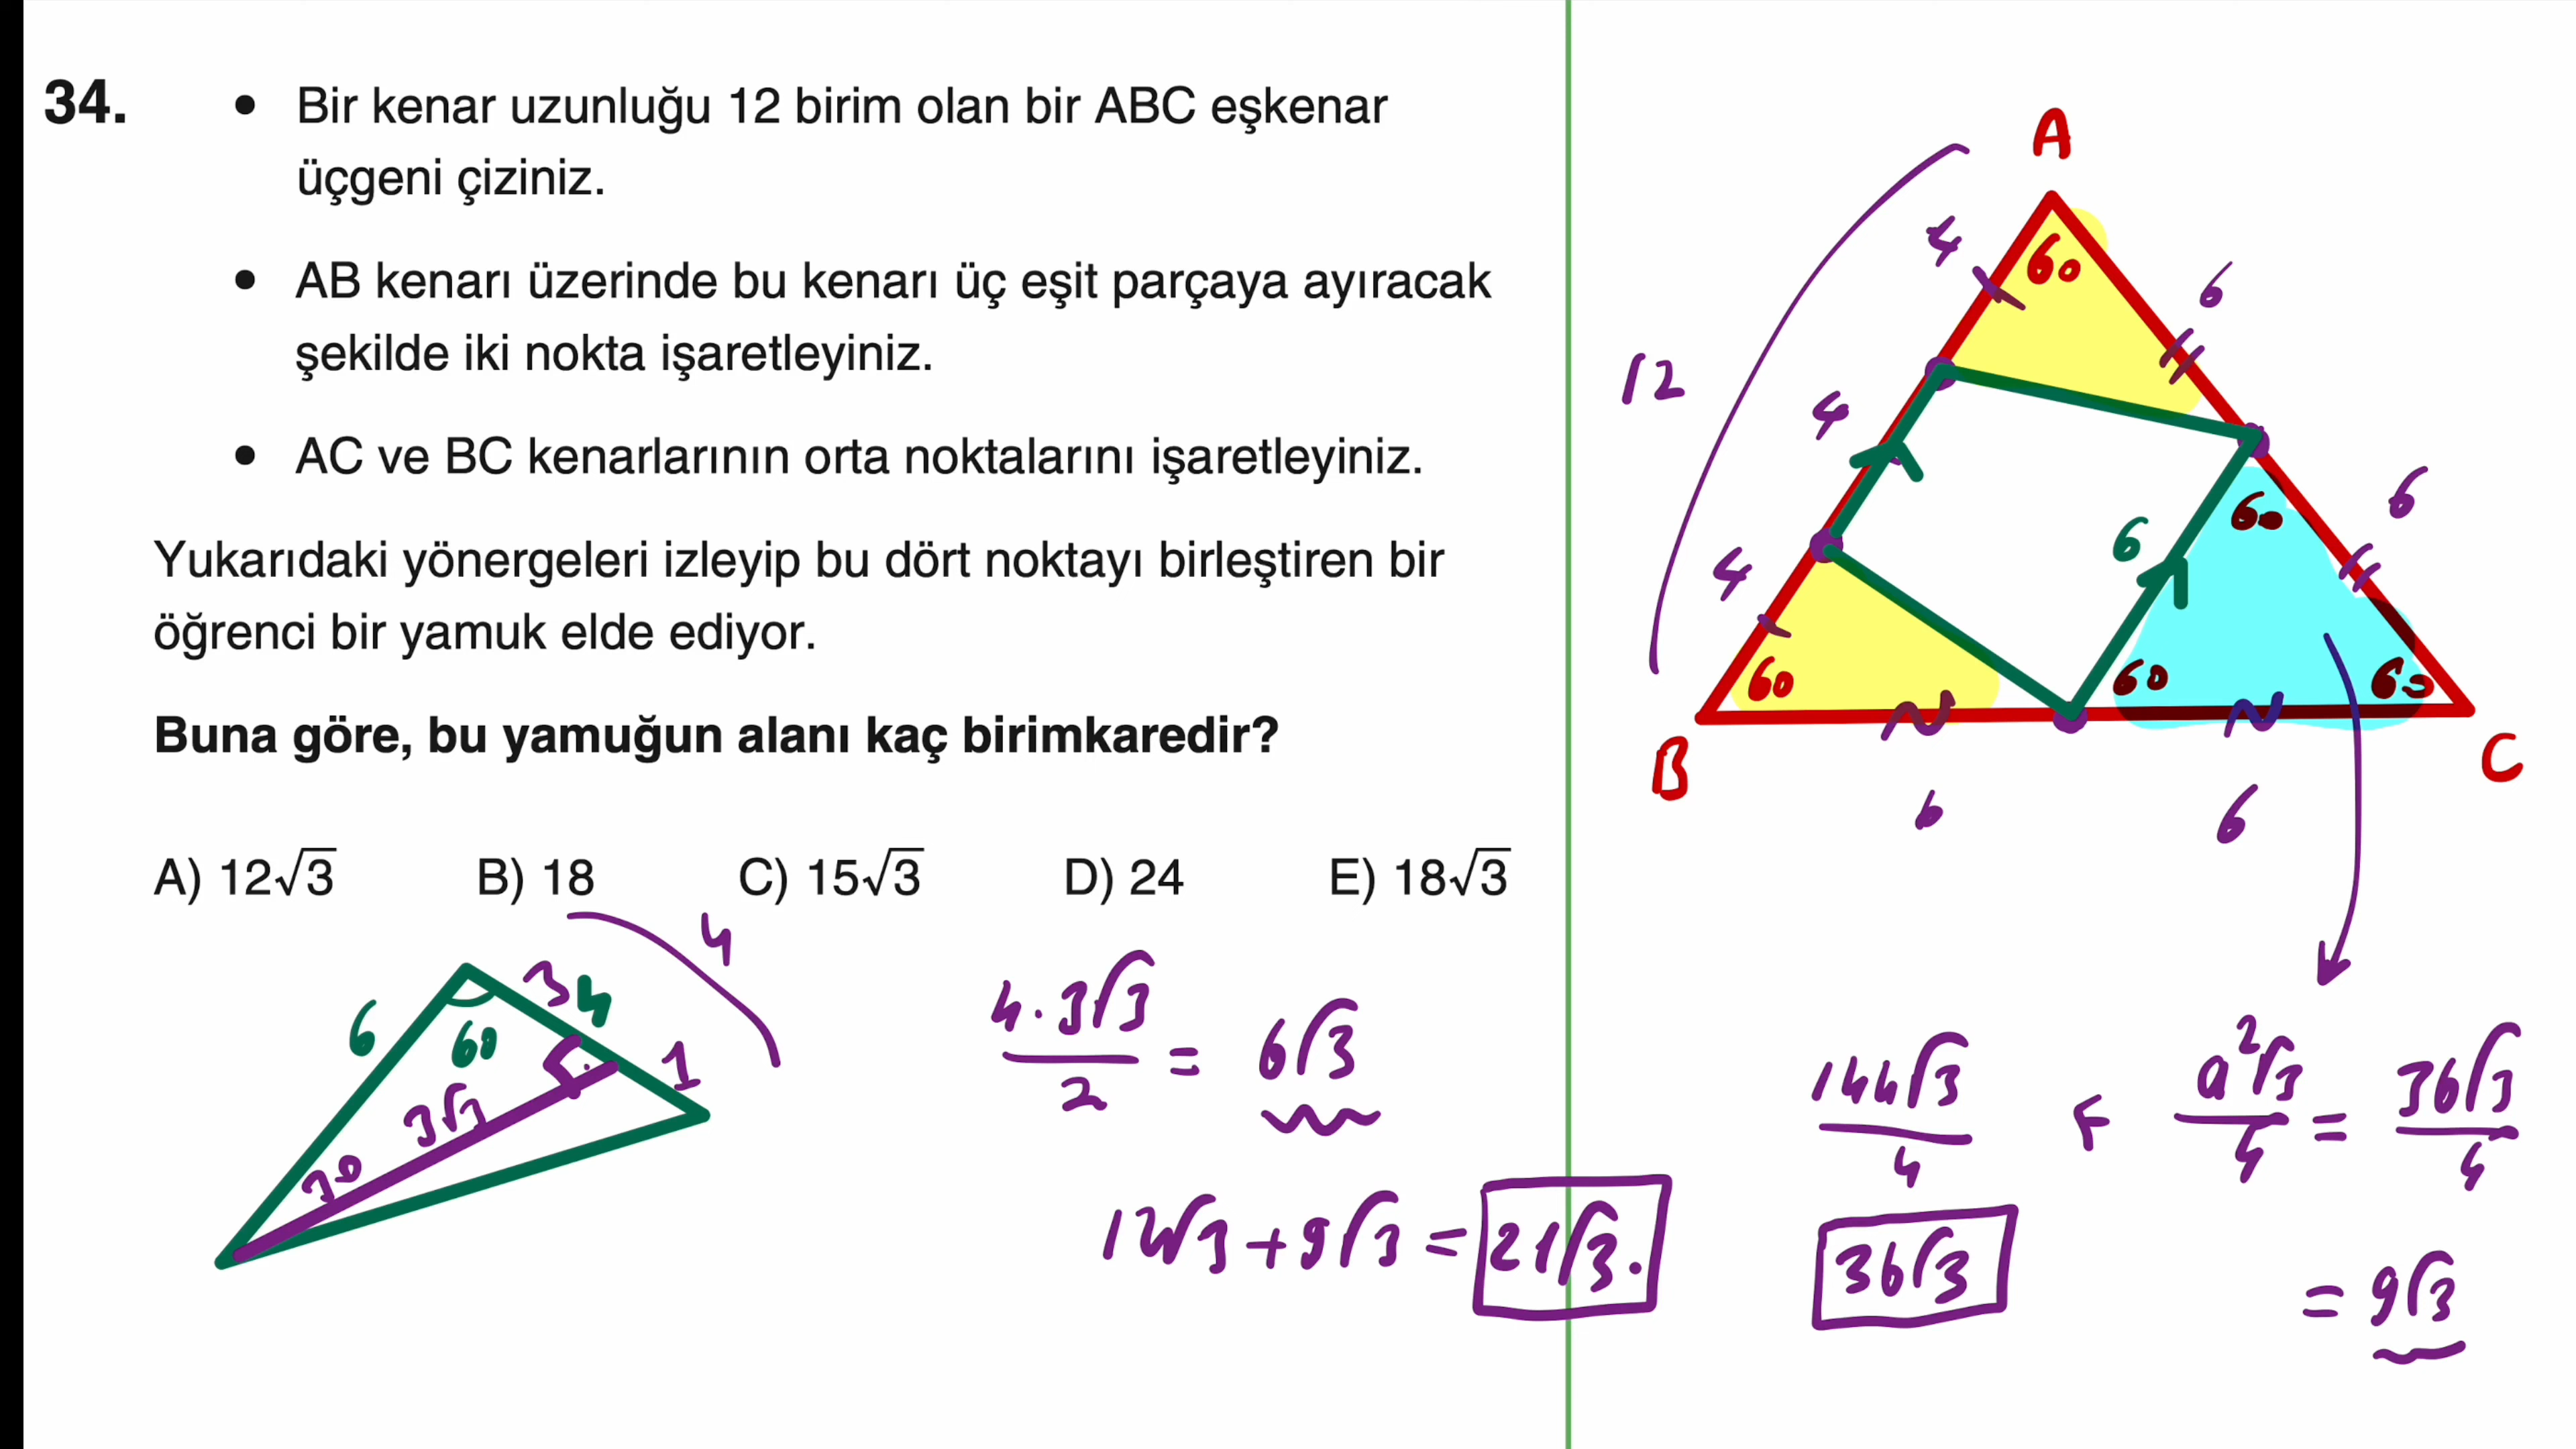 34.
• Bir kenar uzunluğu 12 birim olan bir ABC eşkenar
üçgeni çiziniz.
• AB kenarı üzerinde bu kenarı üç eşit parçaya ayıracak
şekilde iki nokta işaretleyiniz.
• AC ve BC kenarlarının orta noktalarını işaretleyiniz.
Yukarıdaki yönergeleri izleyip bu dört noktayı birleştiren bir
öğrenci bir yamuk elde ediyor.
Buna göre, bu yamuğun alanı kaç birimkaredir?
A) 12√3 B) 18 C) 15√3 D) 24 E) 18√3
4
3 4
6
60
1
3√3
30
4.3√3/2 = 6√3
12√3 + 9√3 = 21√3.
A
4
60
6
12
4
6
60
6
4
60
60
60
B
C
6
6
144√3/4
a²√3/4 = 36√3/4
36√3
= 9√3